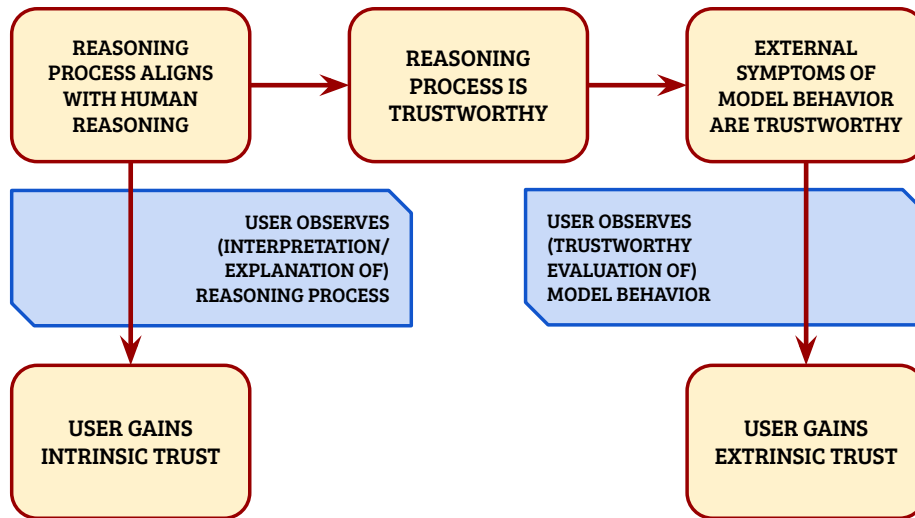 REASONING
PROCESS ALIGNS
WITH HUMAN
REASONING
REASONING
PROCESS IS
TRUSTWORTHY
EXTERNAL
SYMPTOMS OF
MODEL BEHAVIOR
ARE TRUSTWORTHY
USER OBSERVES
(INTERPRETATION/
EXPLANATION OF)
REASONING PROCESS
USER OBSERVES
(TRUSTWORTHY
EVALUATION OF)
MODEL BEHAVIOR
USER GAINS
INTRINSIC TRUST
USER GAINS
EXTRINSIC TRUST